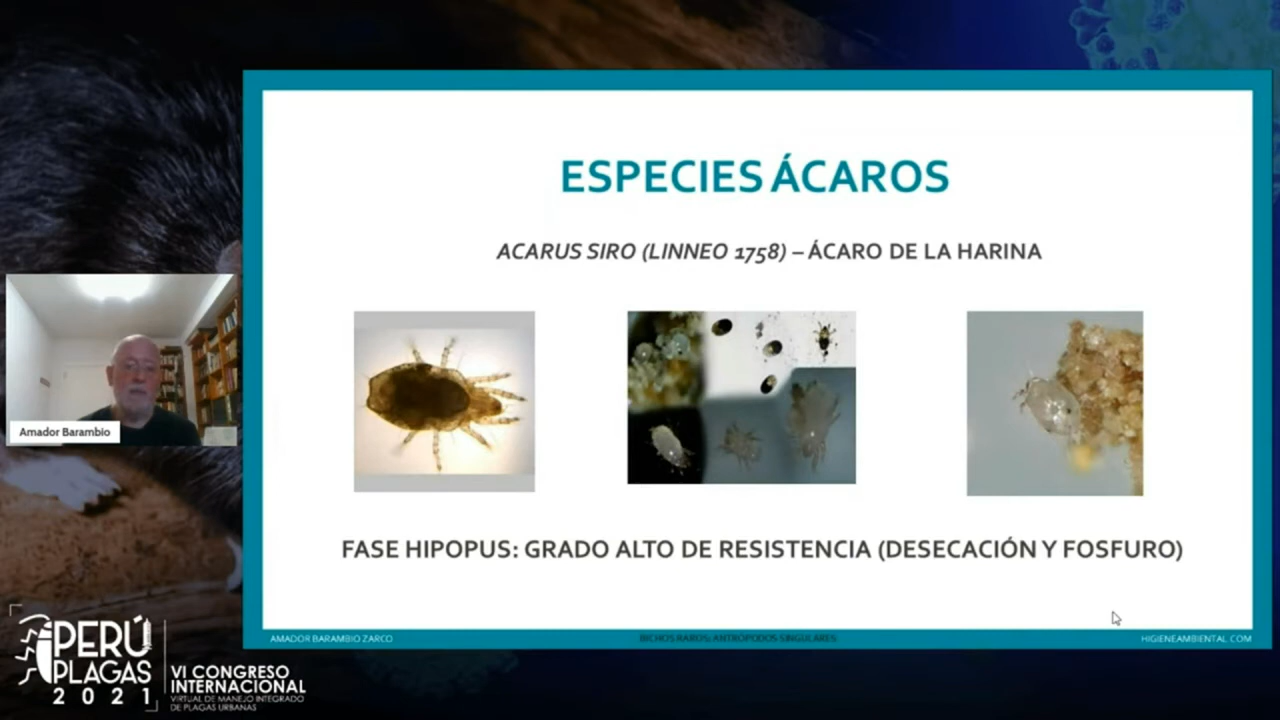 ESPECIES ÁCAROS
ACARUS SIRO (LINNEO 1758) – ÁCARO DE LA HARINA
Amador Barambio
FASE HIPOPUS: GRADO ALTO DE RESISTENCIA (DESECACIÓN Y FOSFURO)
AMADOR BARAMBIO ZARCO
BICHOS RAROS: ANTRÓPODOS SINGULARES
HIGIENEAMBIENTAL.COM
PERÚ
PLAGAS
2021
VI CONGRESO
INTERNACIONAL
VIRTUAL DE MANEJO INTEGRADO
DE PLAGAS URBANAS